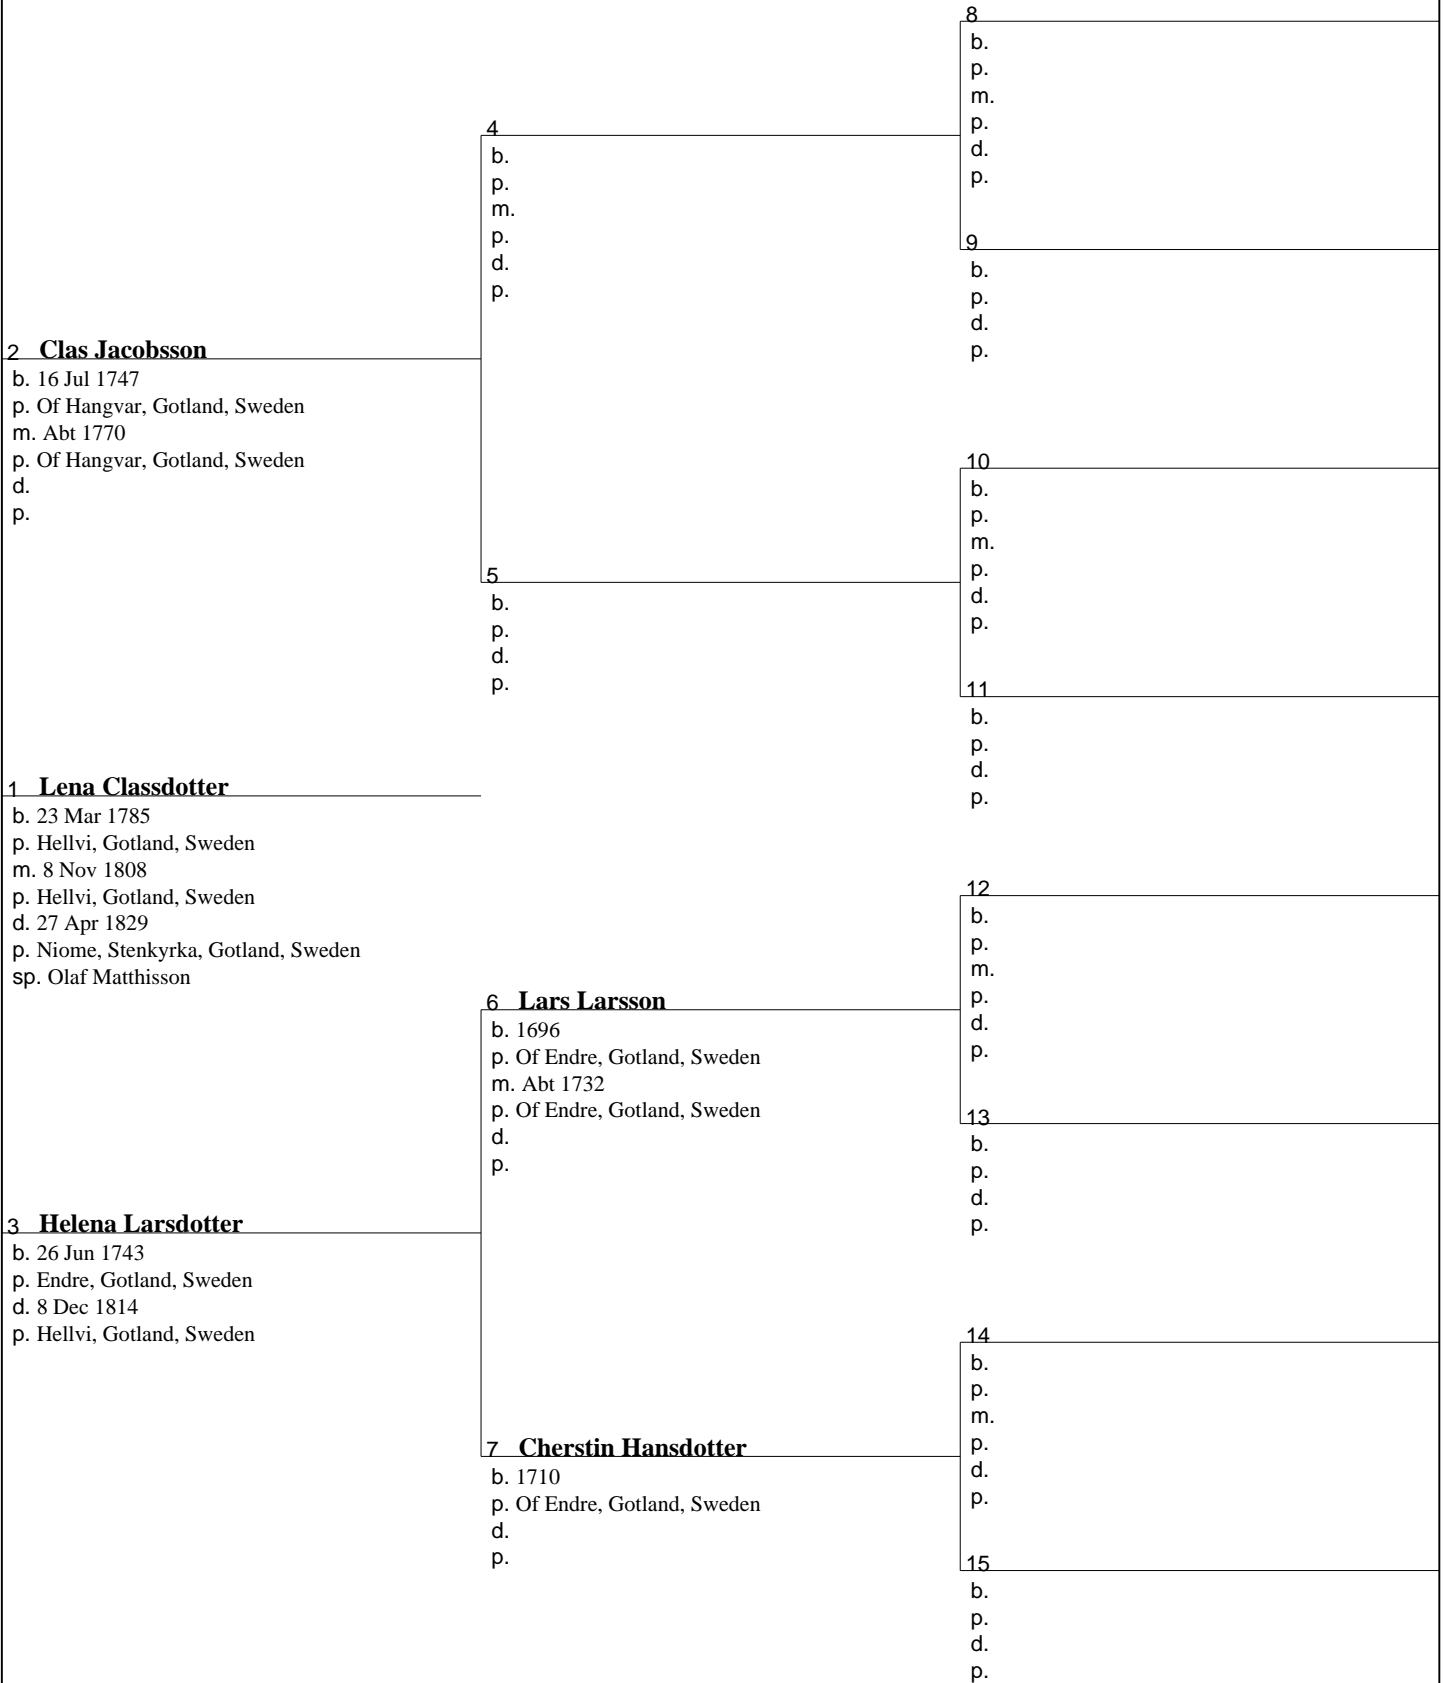 8
b.
p.
m.
p.
d.
p.
4
b.
p.
m.
p.
d.
p.
9
b.
p.
d.
p.
2 Clas Jacobsson
b. 16 Jul 1747
p. Of Hangvar, Gotland, Sweden
m. Abt 1770
p. Of Hangvar, Gotland, Sweden
d.
p.
10
b.
p.
m.
p.
d.
p.
5
b.
p.
d.
p.
11
b.
p.
d.
p.
1 Lena Classdotter
b. 23 Mar 1785
p. Hellvi, Gotland, Sweden
m. 8 Nov 1808
p. Hellvi, Gotland, Sweden
d. 27 Apr 1829
p. Niome, Stenkyrka, Gotland, Sweden
sp. Olaf Matthisson
12
b.
p.
m.
p.
d.
p.
6 Lars Larsson
b. 1696
p. Of Endre, Gotland, Sweden
m. Abt 1732
p. Of Endre, Gotland, Sweden
d.
p.
13
b.
p.
d.
p.
3 Helena Larsdotter
b. 26 Jun 1743
p. Endre, Gotland, Sweden
d. 8 Dec 1814
p. Hellvi, Gotland, Sweden
14
b.
p.
m.
p.
d.
p.
7 Cherstin Hansdotter
b. 1710
p. Of Endre, Gotland, Sweden
d.
p.
15
b.
p.
d.
p.